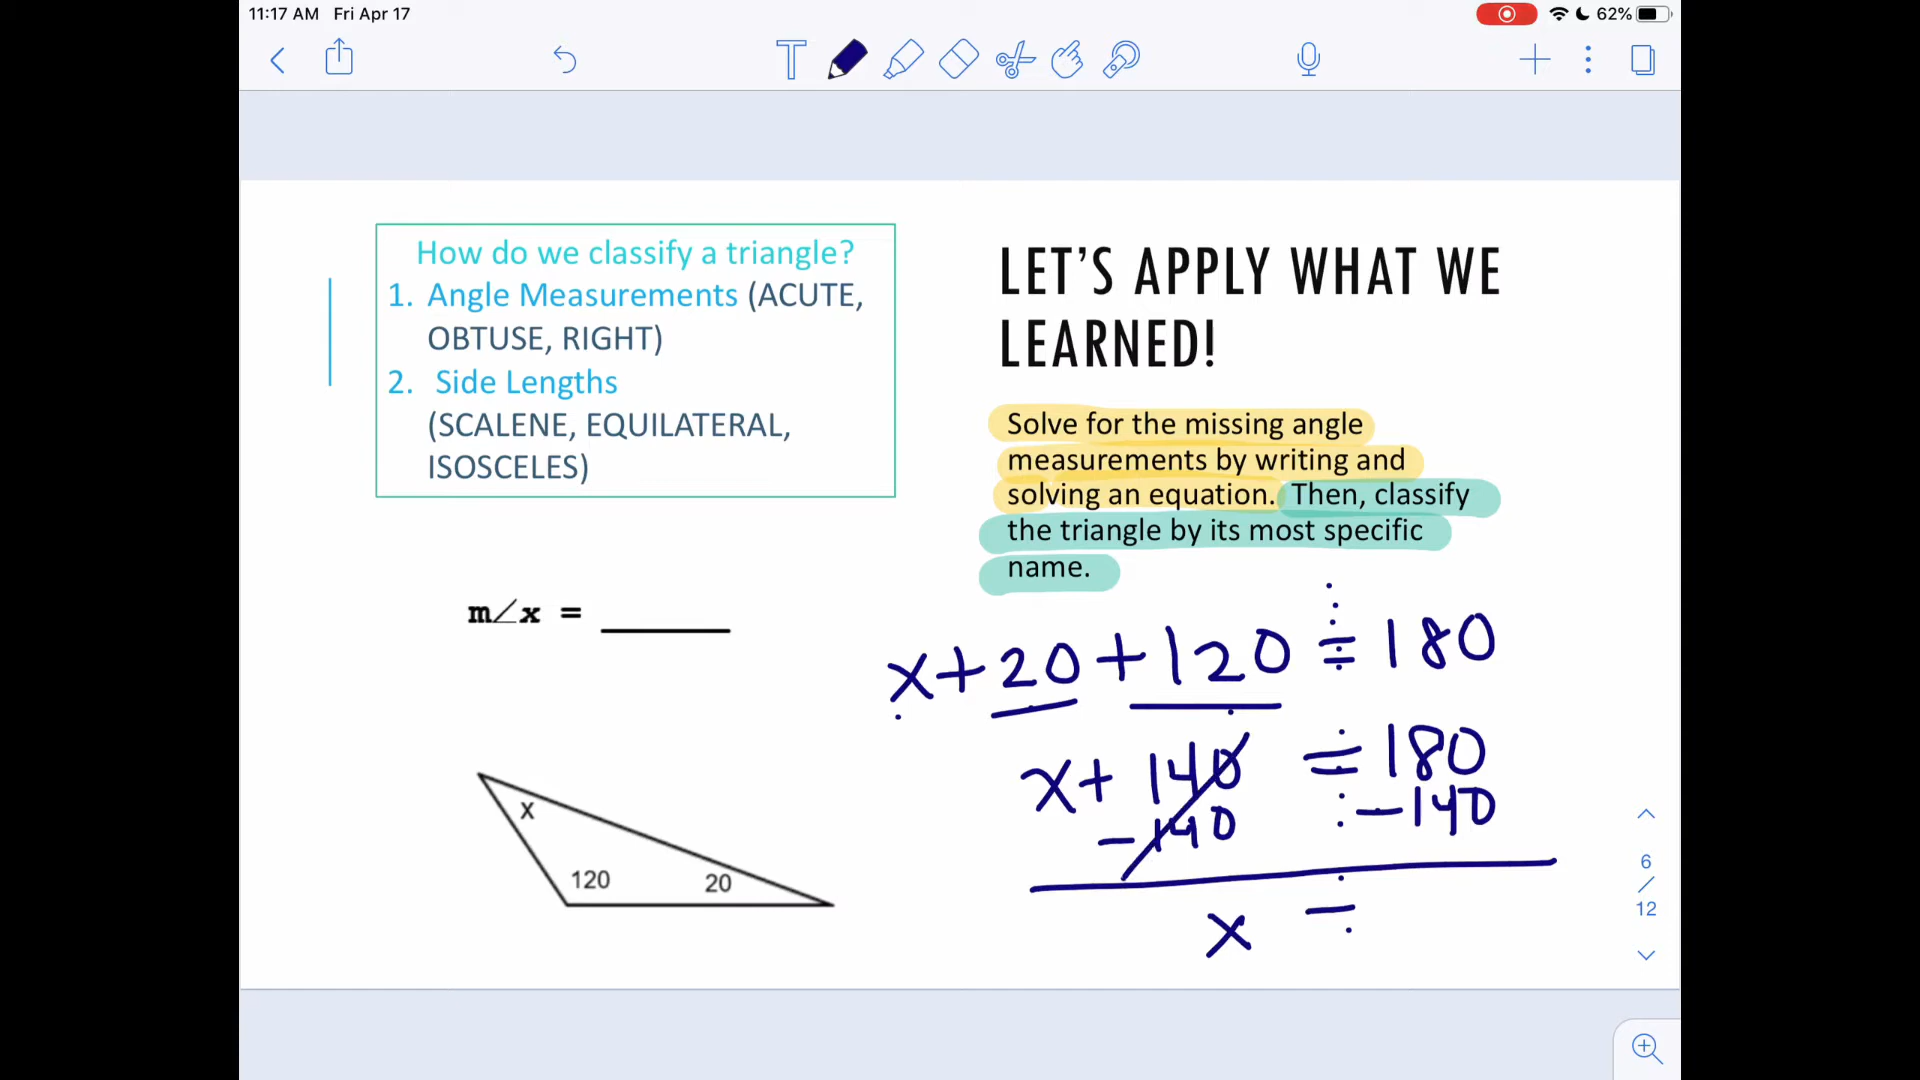 11:17 AM Fri Apr 17
62%
How do we classify a triangle?
1. Angle Measurements (ACUTE,
OBTUSE, RIGHT)
2. Side Lengths
(SCALENE, EQUILATERAL,
ISOSCELES)
LET'S APPLY WHAT WE
LEARNED!
Solve for the missing angle
measurements by writing and
solving an equation. Then, classify
the triangle by its most specific
name.
m∠x = ______
x
120
20
x+20+120 = 180
x+ 140 = 180
-140 -140
x =
6
/
12